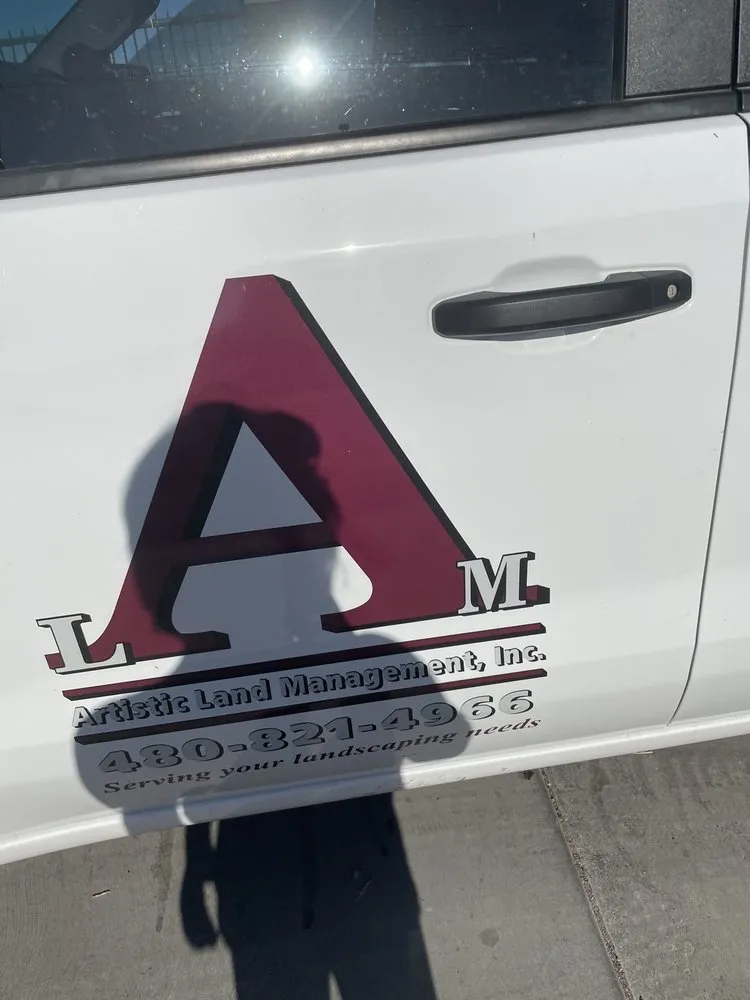 L A M
Artistic Land Management, Inc.
480-821-4966
Serving your landscaping needs